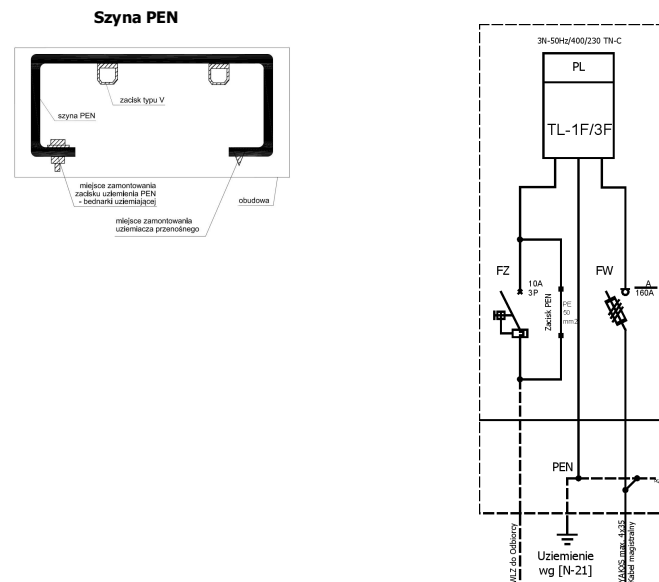 Szyna PEN
zacisk typu V
szyna PEN
miejsce zamontowania
zacisku uziemienia PEN
- bednarki uziemiającej
obudowa
miejsce zamontowania
uziemiacza przenośnego
3N-50Hz/400/230 TN-C
PL
TL-1F/3F
FZ
10A
3P
Zacisk PEN
PE
50
mm2
FW
A
160A
PEN
WLZ do Odbiorcy
Uziemienie
wg [N-21]
YAKXS max. 4x35
Kabel magistralny